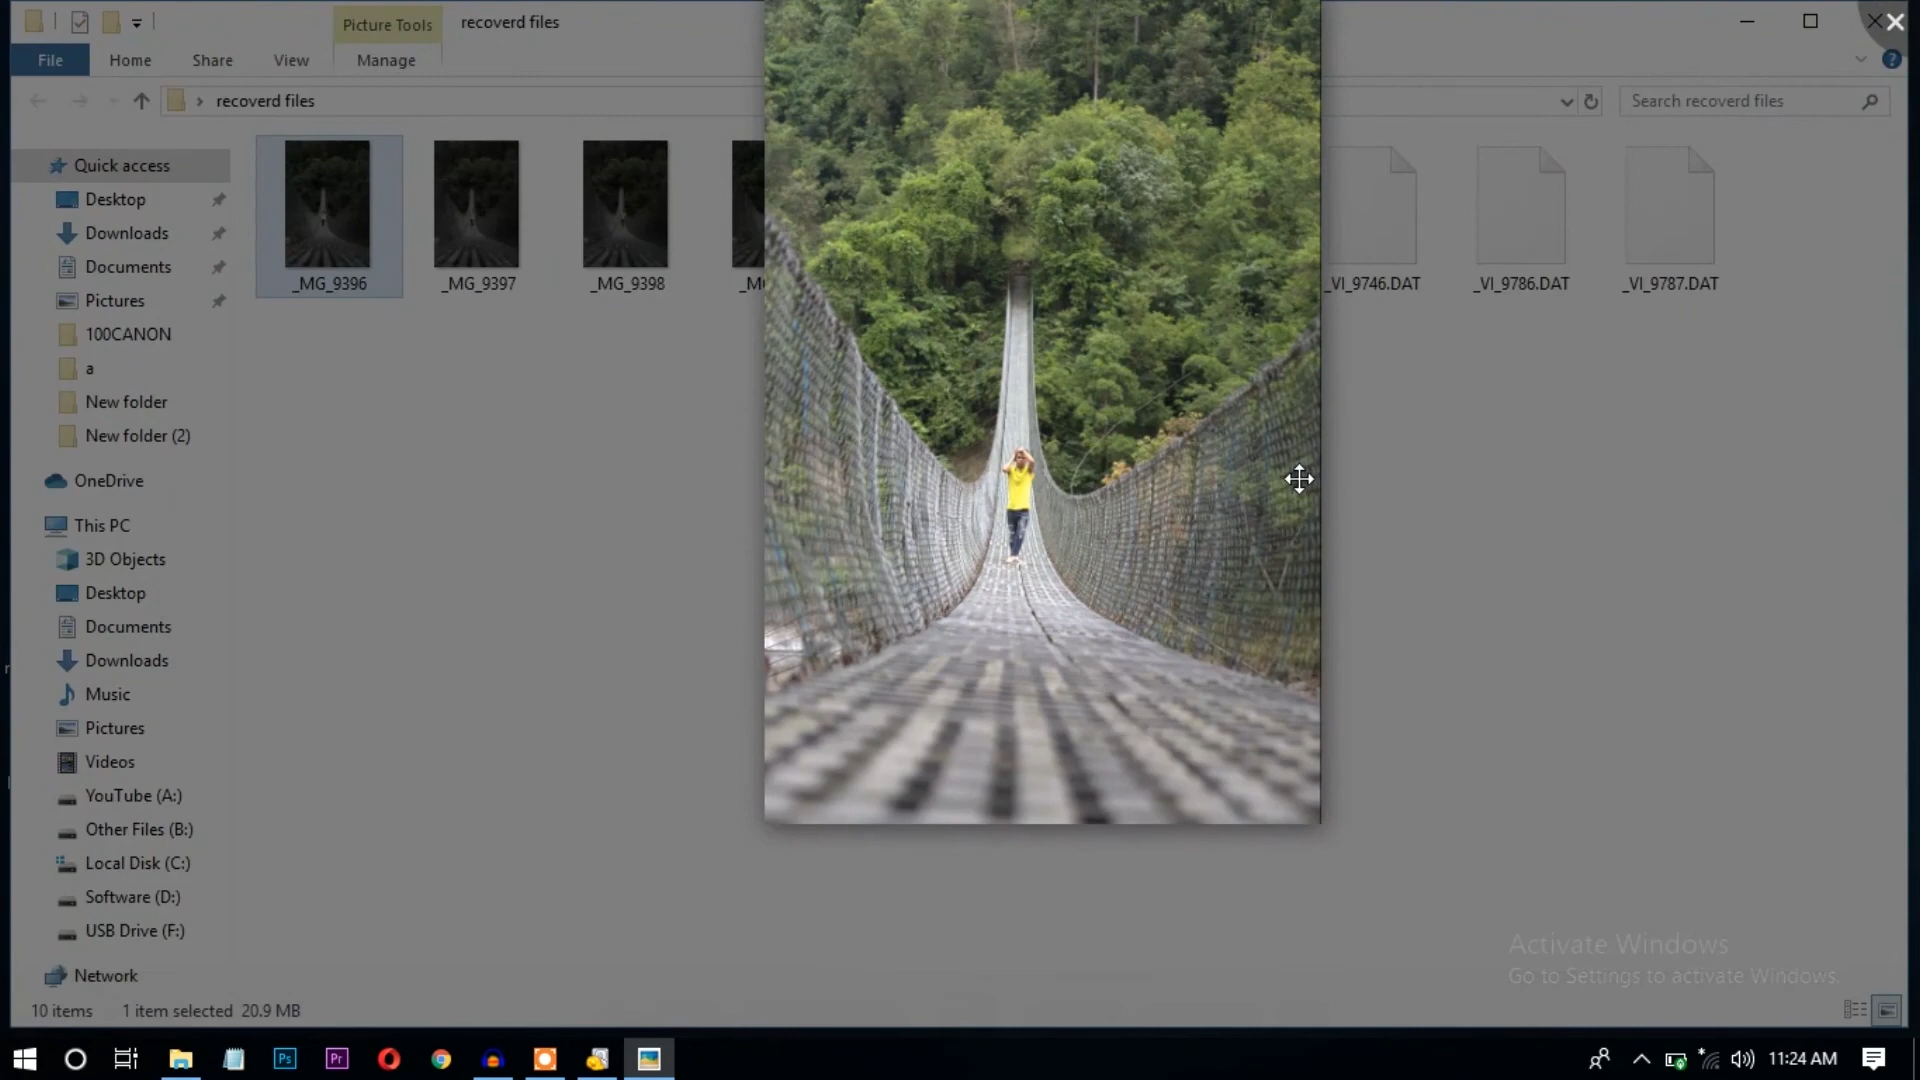 Picture Tools
recoverd files
File
Home
Share
View
Manage
recoverd files
Search recoverd files
Quick access
Desktop
Downloads
Documents
Pictures
100CANON
a
New folder
New folder (2)
OneDrive
This PC
3D Objects
Desktop
Documents
Downloads
Music
Pictures
Videos
YouTube (A:)
Other Files (B:)
Local Disk (C:)
Software (D:)
USB Drive (F:)
Network
_MG_9396
_MG_9397
_MG_9398
_VI_9746.DAT
_VI_9786.DAT
_VI_9787.DAT
Activate Windows
Go to Settings to activate Windows.
10 items
1 item selected 20.9 MB
Ps
Pr
11:24 AM